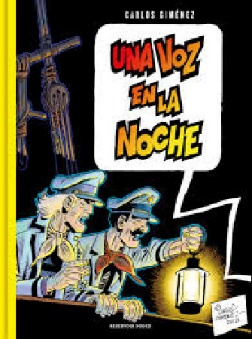 CARLOS GIMÉNEZ
UNA VOZ
EN LA
NOCHE
RESERVOIR BOOKS